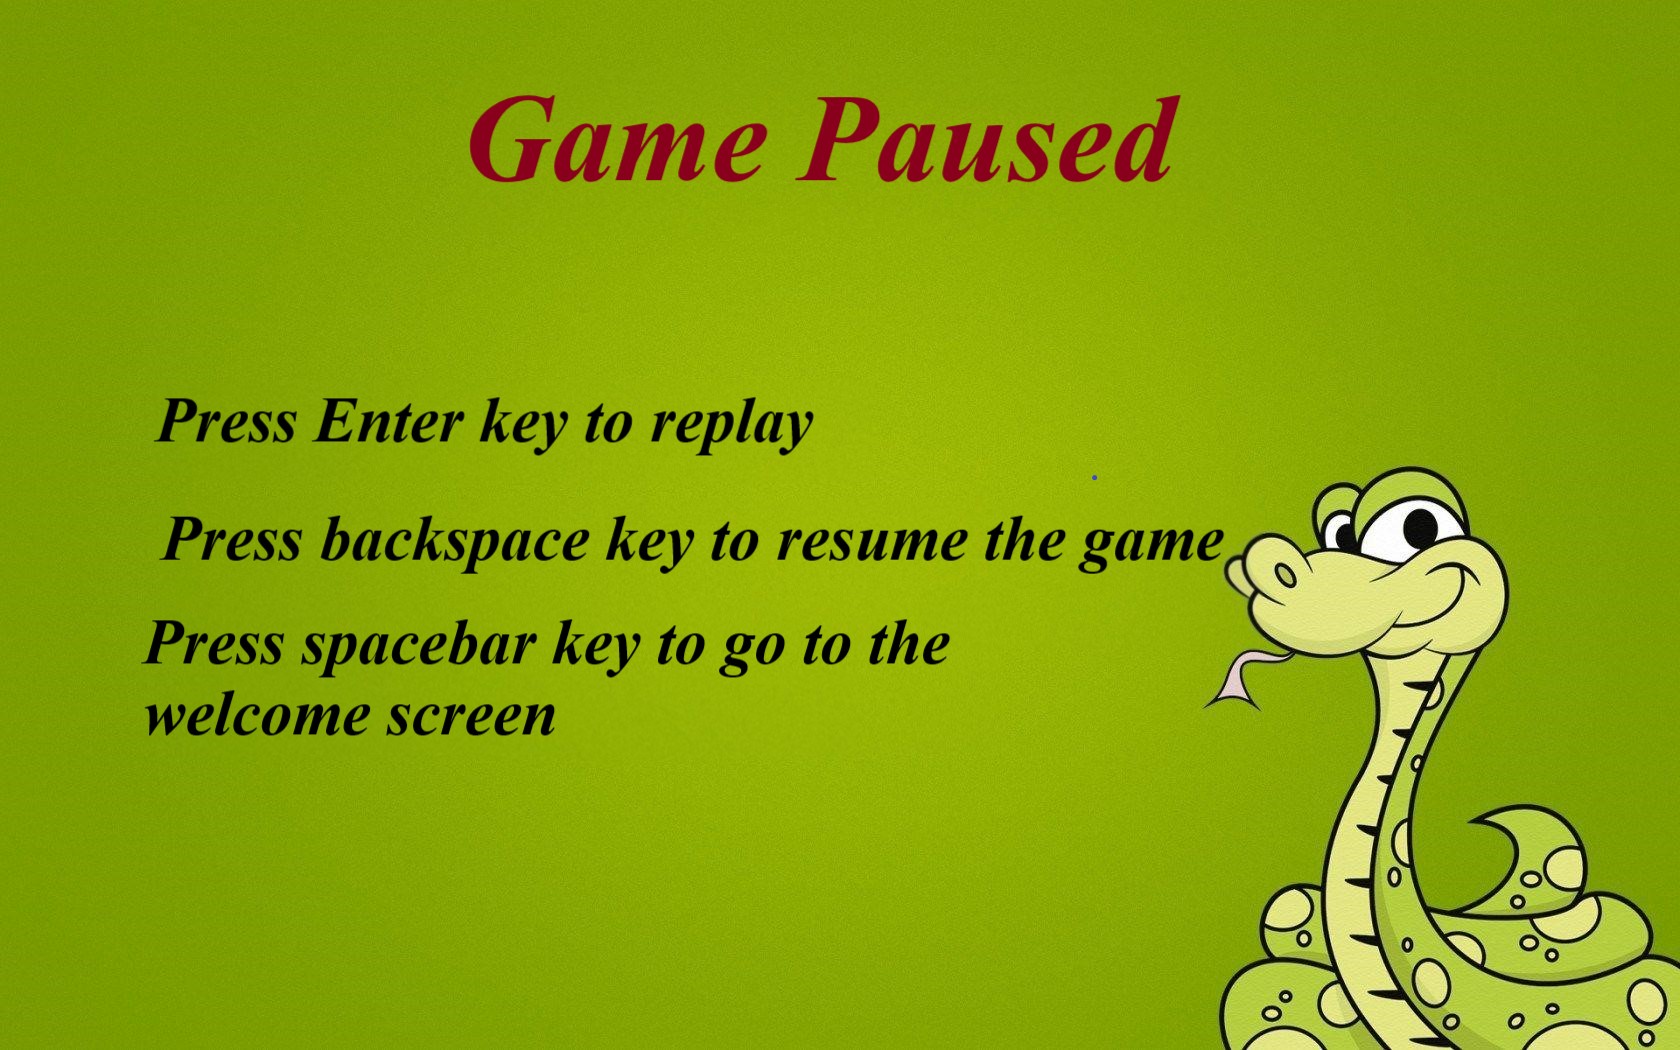 Game Paused
Press Enter key to replay
Press backspace key to resume the game
Press spacebar key to go to the
welcome screen